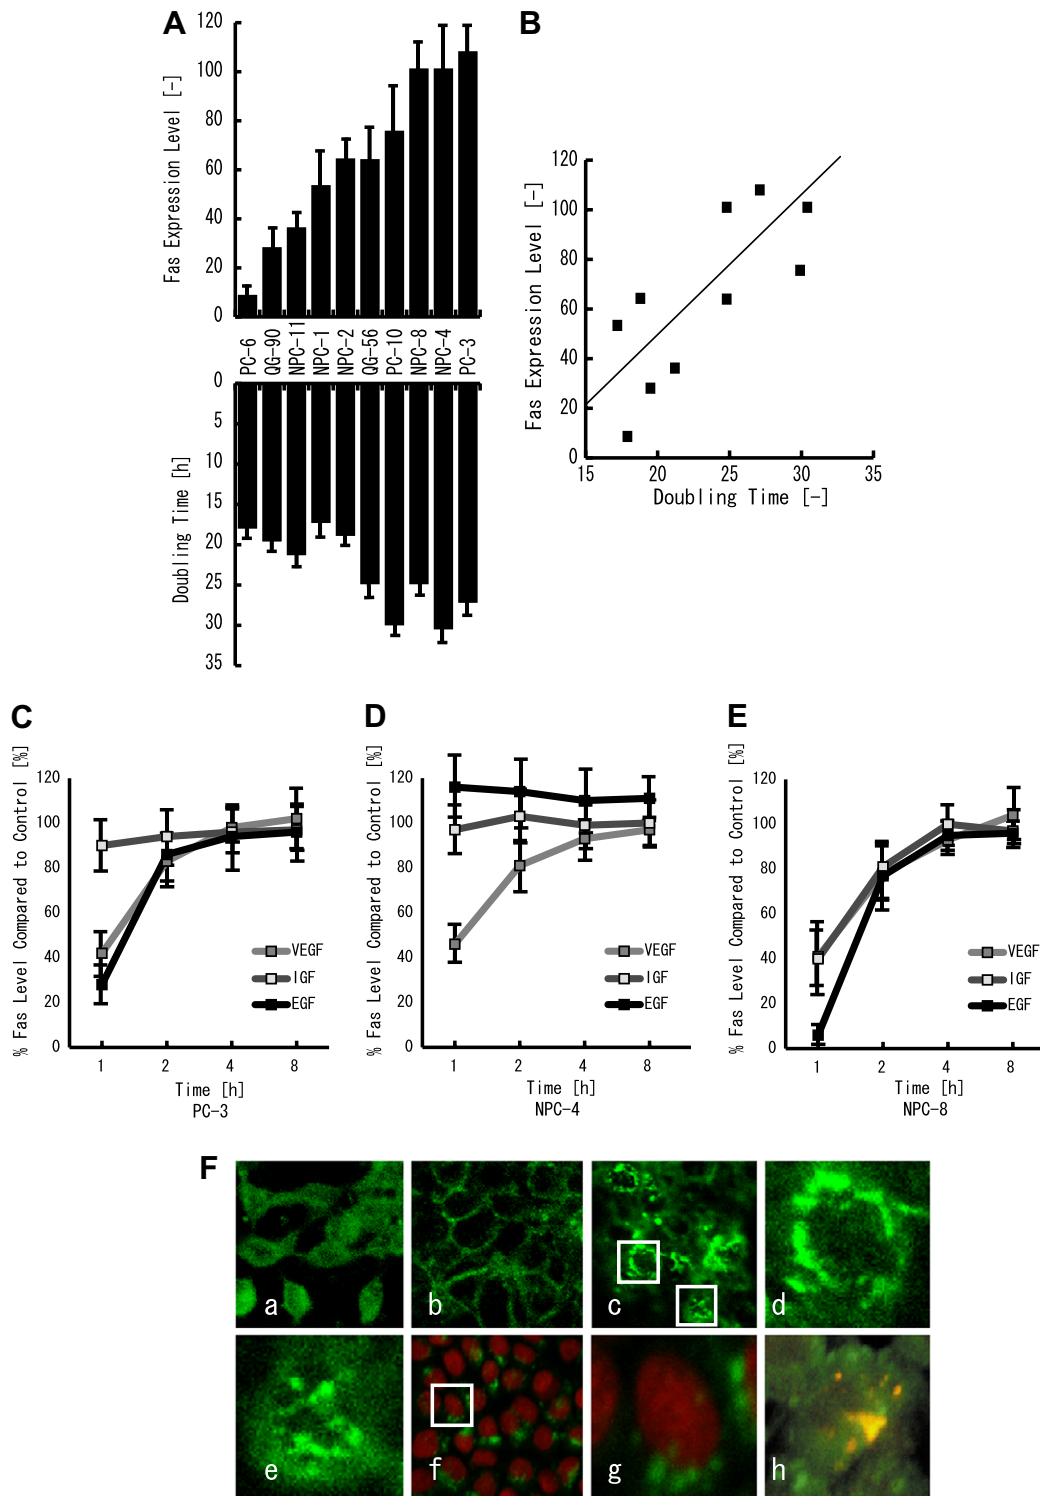 A
120
100
80
60
40
20
0
Fas Expression Level [-]
PC-6
QG-90
NPC-11
NPC-1
NPC-2
QG-56
PC-10
NPC-8
NPC-4
PC-3
0
5
10
15
20
25
30
35
Doubling Time [h]
B
120
100
80
60
40
20
0
Fas Expression Level [-]
15 20 25 30 35
Doubling Time [-]
C
% Fas Level Compared to Control [%]
120
100
80
60
40
20
0
VEGF
IGF
EGF
1 2 4 8
Time [h]
PC-3
D
% Fas Level Compared to Control [%]
120
100
80
60
40
20
0
VEGF
IGF
EGF
1 2 4 8
Time [h]
NPC-4
E
% Fas Level Compared to Control [%]
120
100
80
60
40
20
0
VEGF
IGF
EGF
1 2 4 8
Time [h]
NPC-8
F
a b c d
e f g h